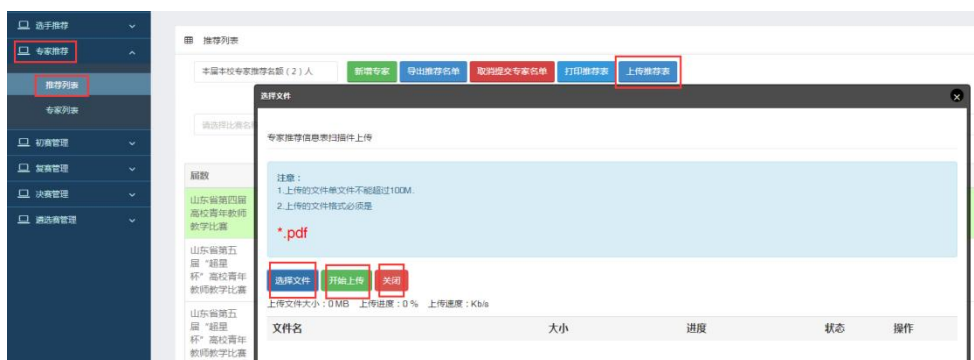 选手推荐
专家推荐
推荐列表
专家列表
初赛管理
复赛管理
决赛管理
遴选赛管理
推荐列表
本届本校专家推荐名额（2）人
新增专家
导出推荐名单
取消提交专家名单
打印推荐表
上传推荐表
请选择比赛名
届数
山东省第四届
高校青年教师
教学比赛
山东省第五
届“超星
杯”高校青年
教师教学比赛
山东省第五
届“超星
杯”高校青年
教师教学比赛
选择文件
专家推荐信息表扫描件上传
注意：
1.上传的文件单文件不能超过100M.
2.上传的文件格式必须是
*.pdf
选择文件
开始上传
关闭
上传文件大小：0 MB 上传进度：0 % 上传速度：Kb/s
文件名 大小 进度 状态 操作